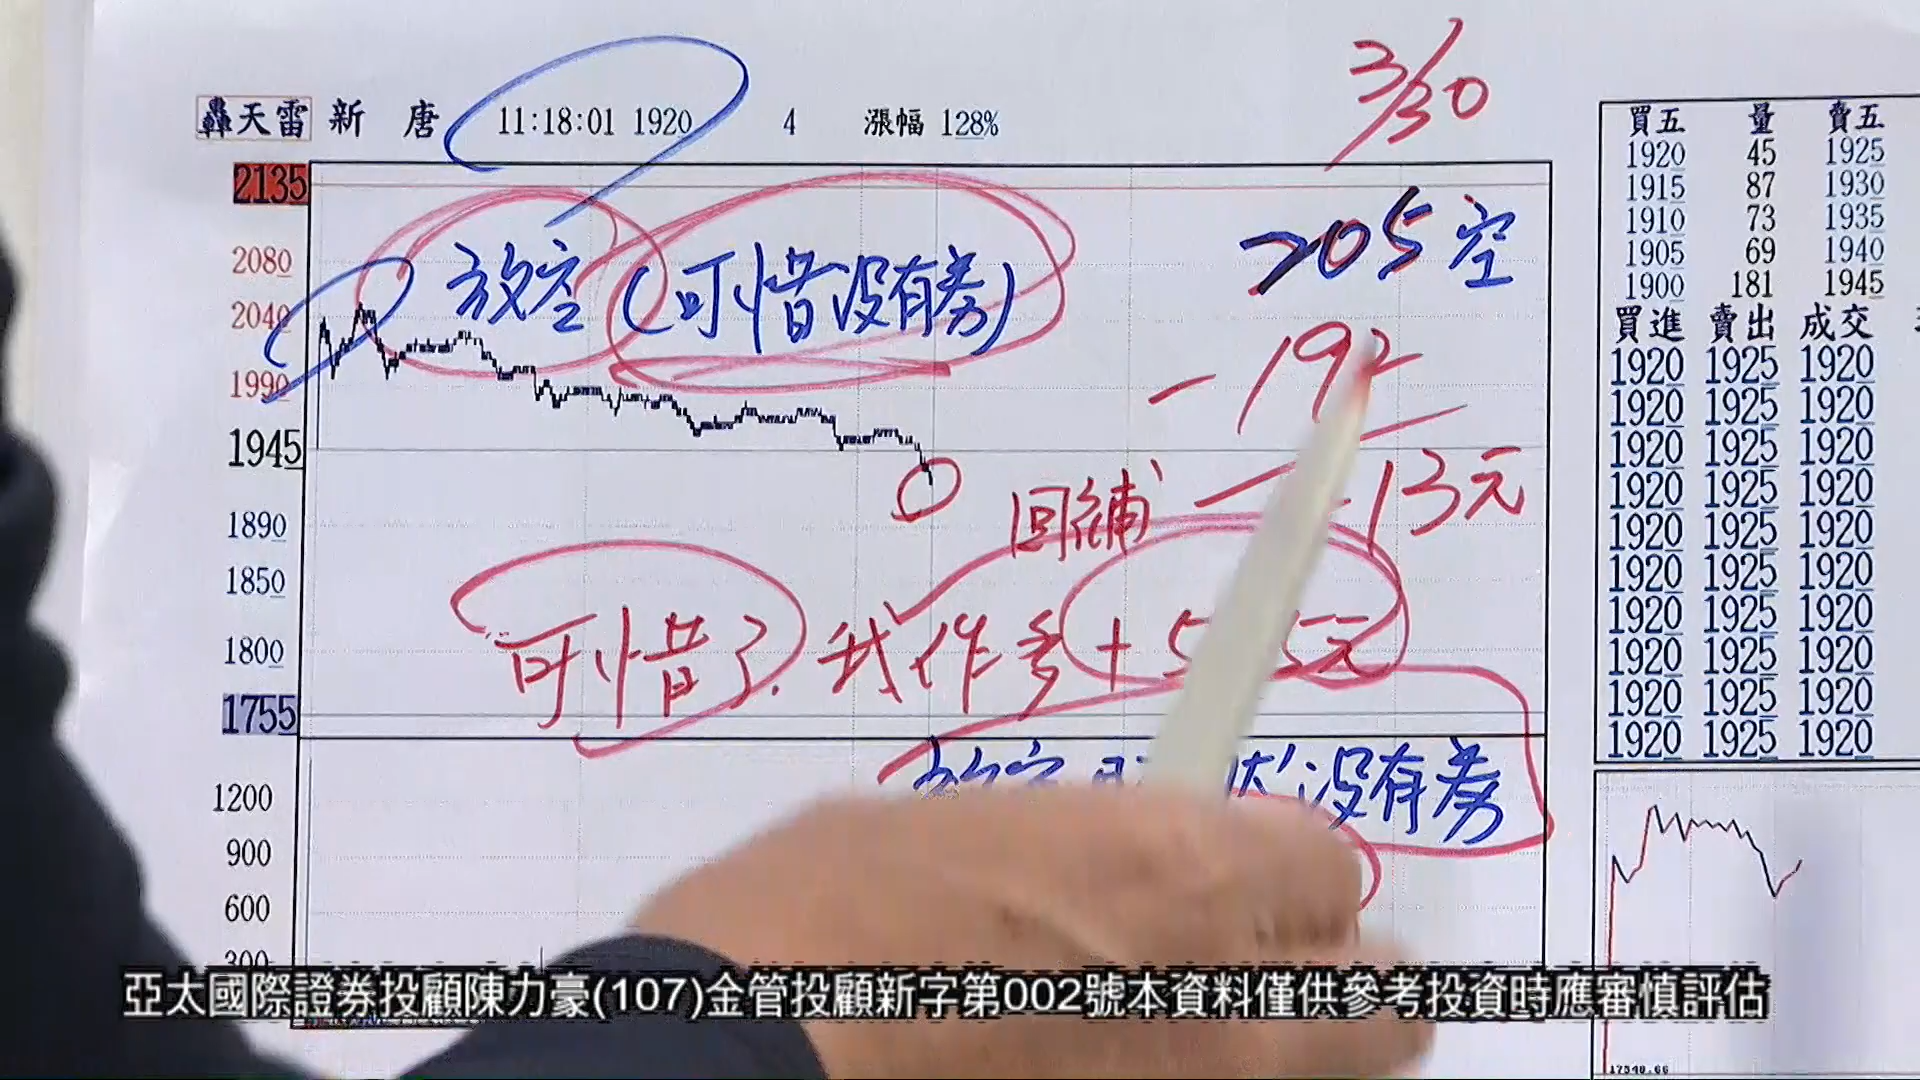 3/30
轟天雷 新 唐 11:18:01 1920 4 漲幅 128%
2135
2080
2040
1990
1945
1890
1850
1800
1755
1200
900
600
300
放空 (可惜沒有券)
205空
-192
回補 13元
可惜了.我作多 +5 元
放空 沒有券
買五 量 賣五
1920 45 1925
1915 87 1930
1910 73 1935
1905 69 1940
1900 181 1945
買進 賣出 成交
1920 1925 1920
1920 1925 1920
1920 1925 1920
1920 1925 1920
1920 1925 1920
1920 1925 1920
1920 1925 1920
1920 1925 1920
1920 1925 1920
1920 1925 1920
17540.66
亞太國際證券投顧陳力豪(107)金管投顧新字第002號本資料僅供參考投資時應審慎評估